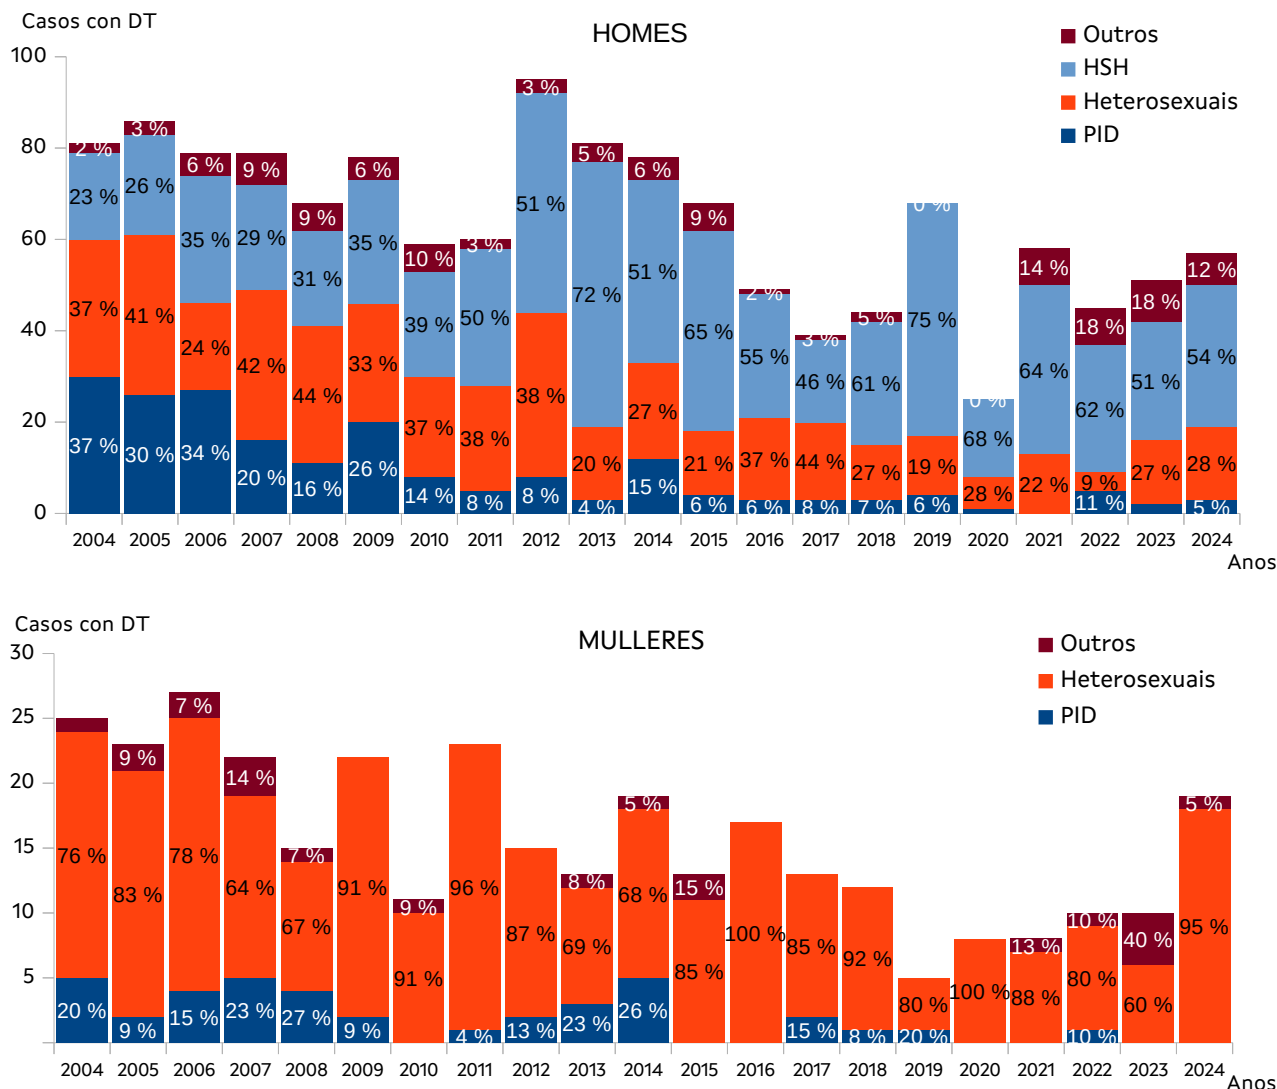 Casos con DT
HOMES
Outros
HSH
Heterosexuais
PID
100
80
60
40
20
0
2 % 3 % 6 % 9 % 9 % 6 % 10 % 3 % 3 % 5 % 6 % 9 % 2 % 3 % 5 % 0 % 0 % 14 % 18 % 18 % 12 %
23 % 26 % 35 % 29 % 31 % 35 % 39 % 50 % 51 % 72 % 51 % 65 % 55 % 46 % 61 % 75 % 68 % 64 % 62 % 51 % 54 %
37 % 41 % 24 % 42 % 44 % 33 % 37 % 38 % 38 % 20 % 27 % 21 % 37 % 44 % 27 % 19 % 28 % 22 % 9 % 27 % 28 %
37 % 30 % 34 % 20 % 16 % 26 % 14 % 8 % 8 % 4 % 15 % 6 % 6 % 8 % 7 % 6 % 11 % 5 %
2004 2005 2006 2007 2008 2009 2010 2011 2012 2013 2014 2015 2016 2017 2018 2019 2020 2021 2022 2023 2024
Anos
Casos con DT
MULLERES
Outros
Heterosexuais
PID
30
25
20
15
10
5
9 % 7 % 14 % 7 % 9 % 8 % 5 % 15 % 13 % 10 % 40 % 5 %
76 % 83 % 78 % 64 % 67 % 91 % 91 % 96 % 87 % 69 % 68 % 85 % 100 % 85 % 92 % 80 % 100 % 88 % 80 % 60 % 95 %
20 % 9 % 15 % 23 % 27 % 9 % 4 % 13 % 23 % 26 % 15 % 8 % 20 % 10 %
2004 2005 2006 2007 2008 2009 2010 2011 2012 2013 2014 2015 2016 2017 2018 2019 2020 2021 2022 2023 2024
Anos